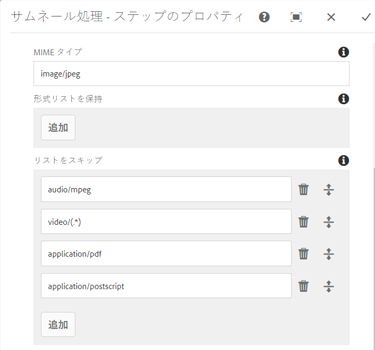 サムネール処理 - ステップのプロパティ
MIME タイプ
image/jpeg
形式リストを保持
追加
リストをスキップ
audio/mpeg
video/(.*)
application/pdf
application/postscript
追加